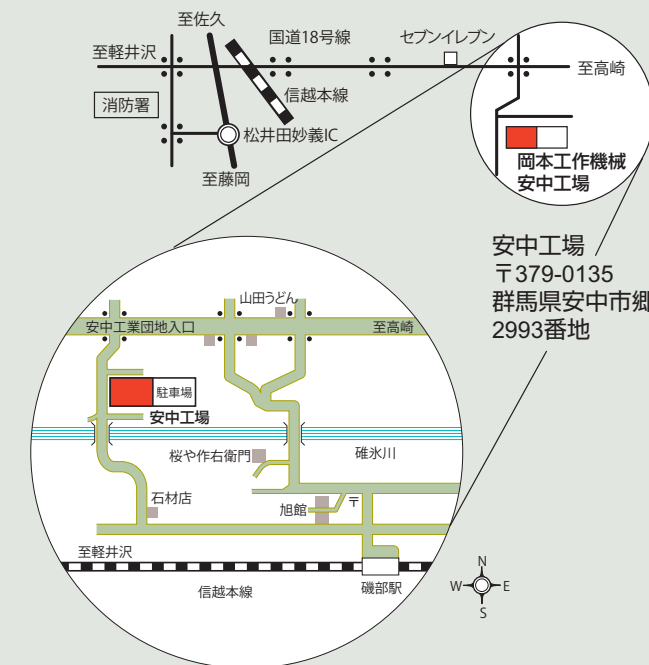 至佐久
国道18号線
セブンイレブン
至軽井沢
至高崎
消防署
信越本線
松井田妙義IC
至藤岡
岡本工作機械
安中工場
安中工場
〒379-0135
群馬県安中市郷
2993番地
山田うどん
安中工業団地入口
至高崎
駐車場
安中工場
桜や作右衛門
碓氷川
石材店
旭館
〒
至軽井沢
信越本線
磯部駅
N
W
E
S